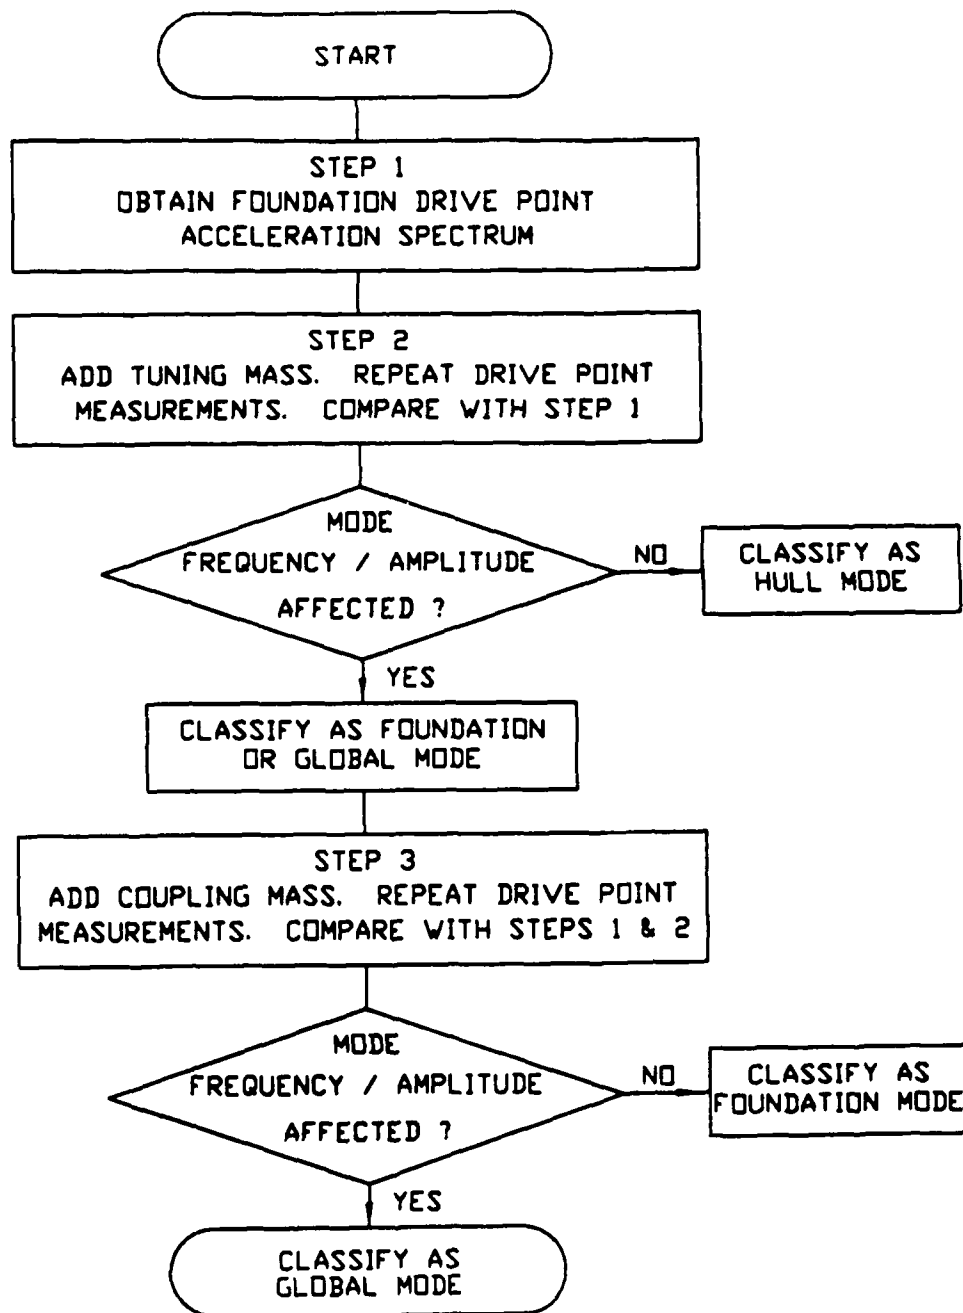 START
STEP 1
OBTAIN FOUNDATION DRIVE POINT
ACCELERATION SPECTRUM
STEP 2
ADD TUNING MASS. REPEAT DRIVE POINT
MEASUREMENTS. COMPARE WITH STEP 1
MODE
FREQUENCY / AMPLITUDE
AFFECTED ?
NO
CLASSIFY AS
HULL MODE
YES
CLASSIFY AS FOUNDATION
OR GLOBAL MODE
STEP 3
ADD COUPLING MASS. REPEAT DRIVE POINT
MEASUREMENTS. COMPARE WITH STEPS 1 & 2
MODE
FREQUENCY / AMPLITUDE
AFFECTED ?
NO
CLASSIFY AS
FOUNDATION MODE
YES
CLASSIFY AS
GLOBAL MODE